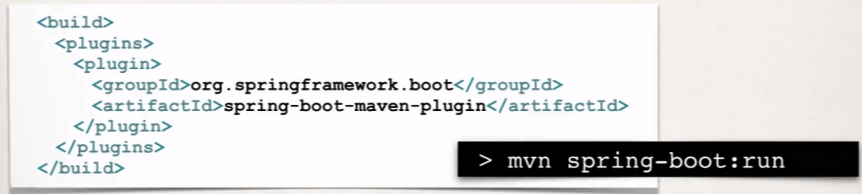 <build>
<plugins>
<plugin>
<groupId>org.springframework.boot</groupId>
<artifactId>spring-boot-maven-plugin</artifactId>
</plugin>
</plugins>
</build>
> mvn spring-boot:run